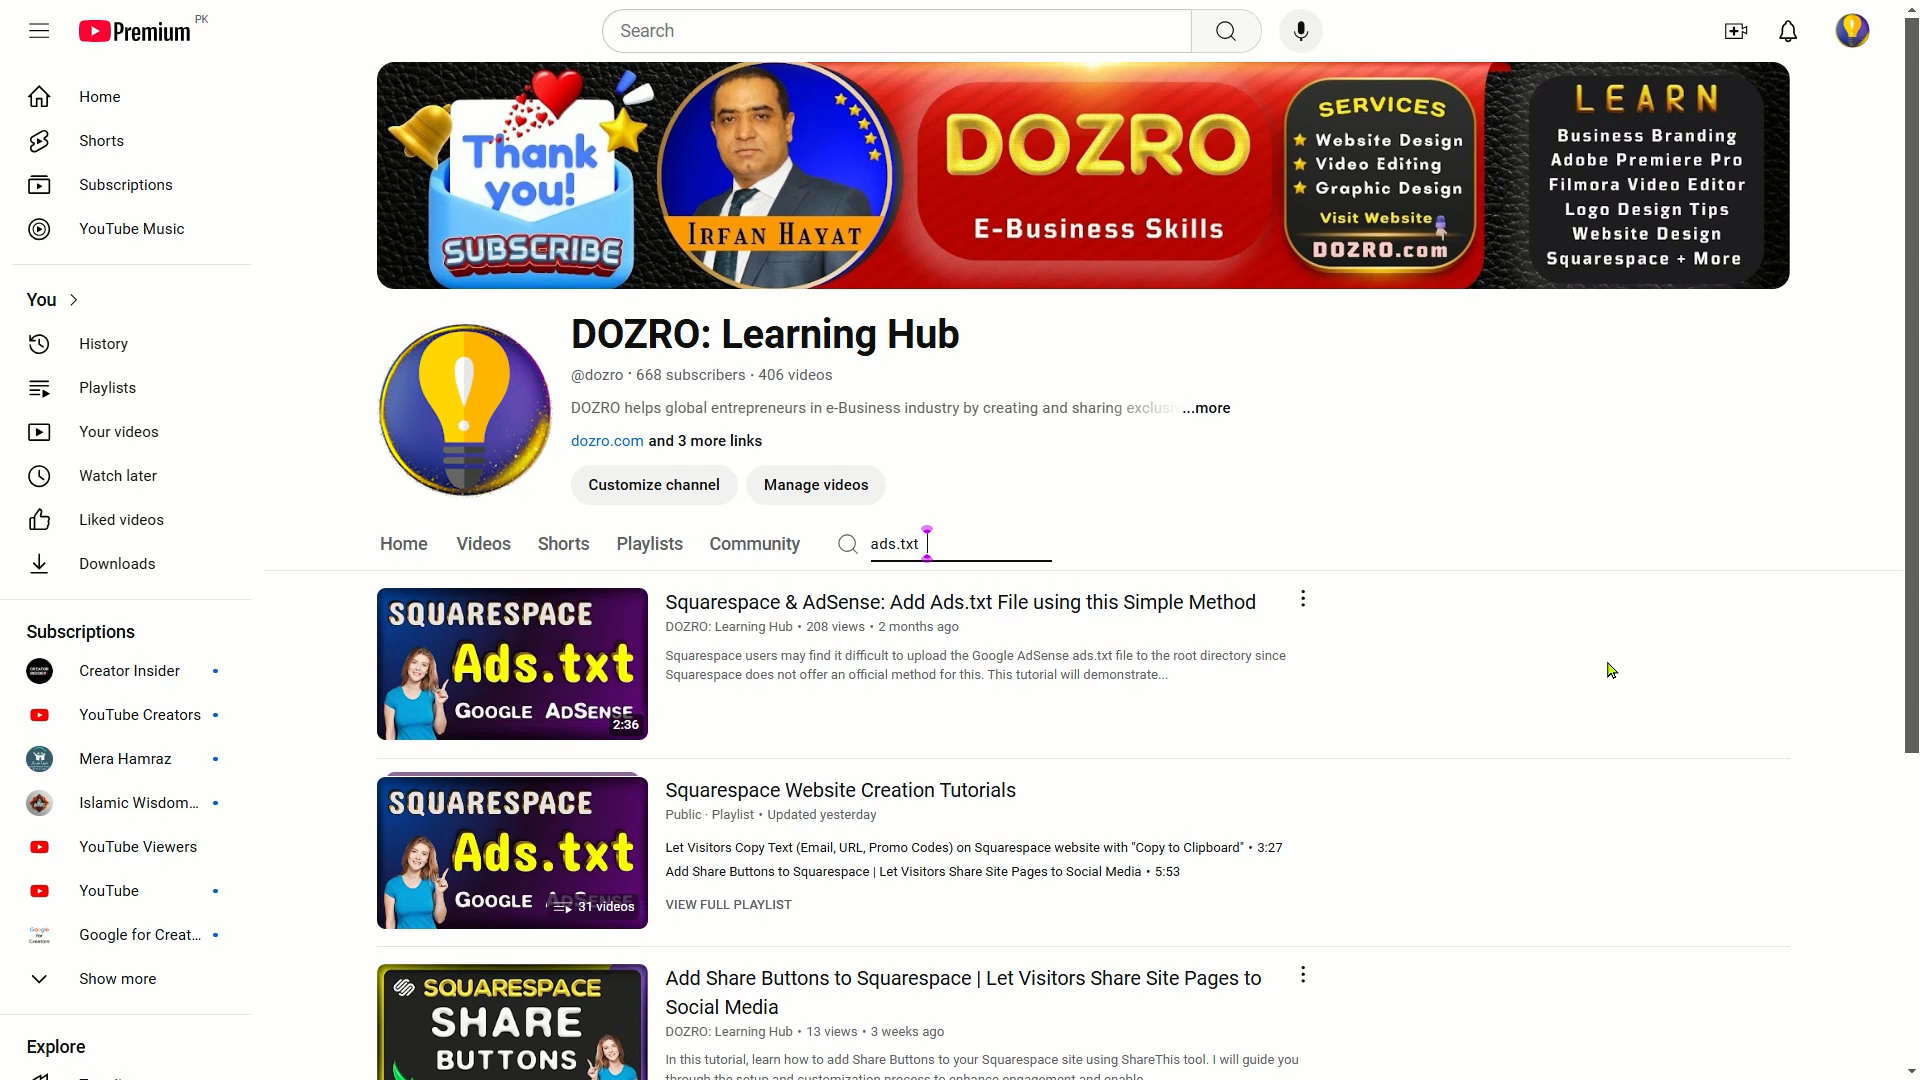 Premium
PK
Search
Home
Shorts
Subscriptions
YouTube Music
You
History
Playlists
Your videos
Watch later
Liked videos
Downloads
Subscriptions
Creator Insider
YouTube Creators
Mera Hamraz
Islamic Wisdom...
YouTube Viewers
YouTube
Google for Creat...
Show more
Explore
Thank
you!
SUBSCRIBE
IRFAN HAYAT
DOZRO
E-Business Skills
SERVICES
Website Design
Video Editing
Graphic Design
Visit Website
DOZRO.com
LEARN
Business Branding
Adobe Premiere Pro
Filmora Video Editor
Logo Design Tips
Website Design
Squarespace + More
DOZRO: Learning Hub
@dozro · 668 subscribers · 406 videos
DOZRO helps global entrepreneurs in e-Business industry by creating and sharing exclusiv ...more
dozro.com and 3 more links
Customize channel
Manage videos
Home
Videos
Shorts
Playlists
Community
ads.txt
SQUARESPACE
Ads.txt
GOOGLE ADSENSE
2:36
Squarespace & AdSense: Add Ads.txt File using this Simple Method
DOZRO: Learning Hub • 208 views • 2 months ago
Squarespace users may find it difficult to upload the Google AdSense ads.txt file to the root directory since
Squarespace does not offer an official method for this. This tutorial will demonstrate...
SQUARESPACE
Ads.txt
GOOGLE ADSENSE
31 videos
Squarespace Website Creation Tutorials
Public · Playlist • Updated yesterday
Let Visitors Copy Text (Email, URL, Promo Codes) on Squarespace website with "Copy to Clipboard" • 3:27
Add Share Buttons to Squarespace | Let Visitors Share Site Pages to Social Media • 5:53
VIEW FULL PLAYLIST
SQUARESPACE
SHARE
BUTTONS
Add Share Buttons to Squarespace | Let Visitors Share Site Pages to
Social Media
DOZRO: Learning Hub • 13 views • 3 weeks ago
In this tutorial, learn how to add Share Buttons to your Squarespace site using ShareThis tool. I will guide you
through the setup and customization process to enhance engagement and enable...